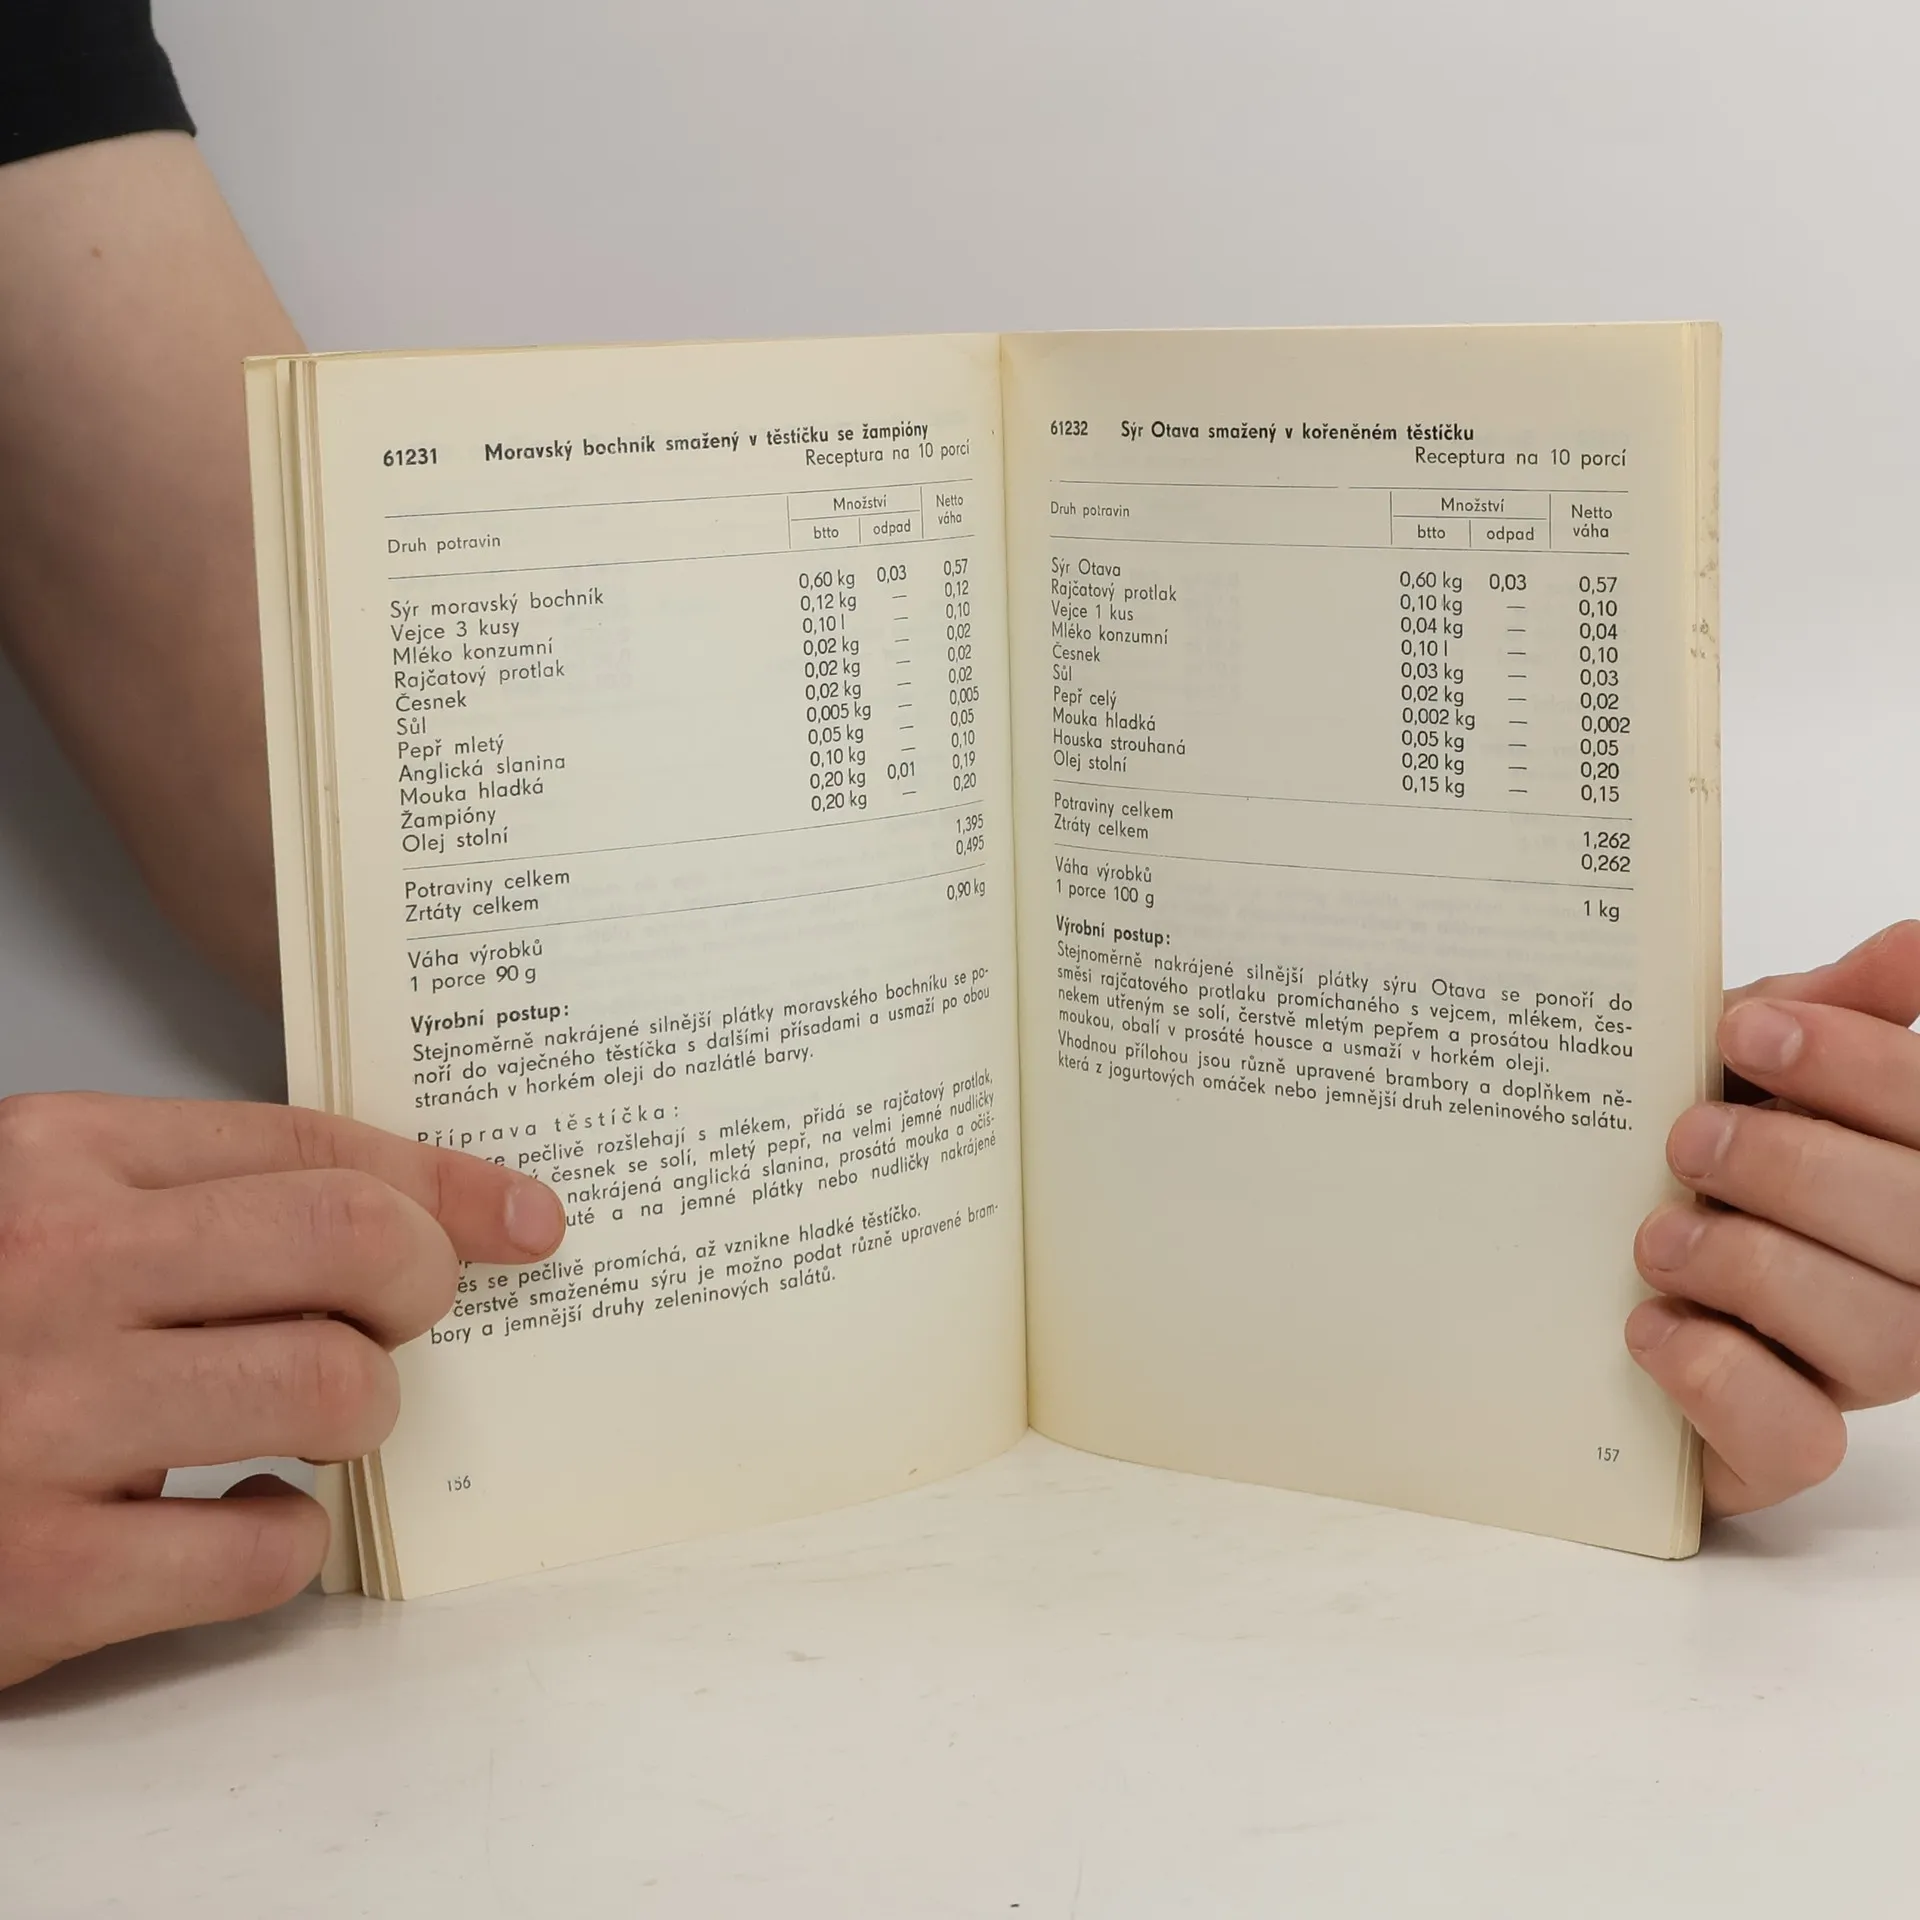 61231 Moravský bochník smažený v těstíčku se žampióny
Receptura na 10 porcí
Druh potravin
Množství
btto odpad
Netto váha
Sýr moravský bochník 0,60 kg 0,03 0,57
Vejce 3 kusy 0,12 kg — 0,12
Mléko konzumní 0,10 l — 0,10
Rajčatový protlak 0,02 kg — 0,02
Česnek 0,02 kg — 0,02
Sůl 0,02 kg — 0,02
Pepř mletý 0,005 kg — 0,005
Anglická slanina 0,05 kg — 0,05
Mouka hladká 0,10 kg — 0,10
Žampióny 0,20 kg 0,01 0,19
Olej stolní 0,20 kg — 0,20
Potraviny celkem 1,395
Zrtáty celkem 0,495
Váha výrobků 0,90 kg
1 porce 90 g
Výrobní postup:
Stejnoměrně nakrájené silnější plátky moravského bochníku se po-
noří do vaječného těstíčka s dalšími přísadami a usmaží po obou
stranách v horkém oleji do nazlátlé barvy.
Příprava těstíčka:
se pečlivě rozšlehají s mlékem, přidá se rajčatový protlak,
česnek se solí, mletý pepř, na velmi jemné nudličky
nakrájená anglická slanina, prosátá mouka a očiš-
uté a na jemné plátky nebo nudličky nakrájené
ěs se pečlivě promíchá, až vznikne hladké těstíčko.
čerstvě smaženému sýru je možno podat různě upravené bram-
bory a jemnější druhy zeleninových salátů.
156
61232 Sýr Otava smažený v kořeněném těstíčku
Receptura na 10 porcí
Druh potravin
Množství
btto odpad
Netto váha
Sýr Otava 0,60 kg 0,03 0,57
Rajčatový protlak 0,10 kg — 0,10
Vejce 1 kus 0,04 kg — 0,04
Mléko konzumní 0,10 l — 0,10
Česnek 0,03 kg — 0,03
Sůl 0,02 kg — 0,02
Pepř celý 0,002 kg — 0,002
Mouka hladká 0,05 kg — 0,05
Houska strouhaná 0,20 kg — 0,20
Olej stolní 0,15 kg — 0,15
Potraviny celkem 1,262
Ztráty celkem 0,262
Váha výrobků 1 kg
1 porce 100 g
Výrobní postup:
Stejnoměrně nakrájené silnější plátky sýru Otava se ponoří do
směsi rajčatového protlaku promíchaného s vejcem, mlékem, čes-
nekem utřeným se solí, čerstvě mletým pepřem a prosátou hladkou
moukou, obalí v prosáté housce a usmaží v horkém oleji.
Vhodnou přílohou jsou různě upravené brambory a doplňkem ně-
která z jogurtových omáček nebo jemnější druh zeleninového salátu.
157